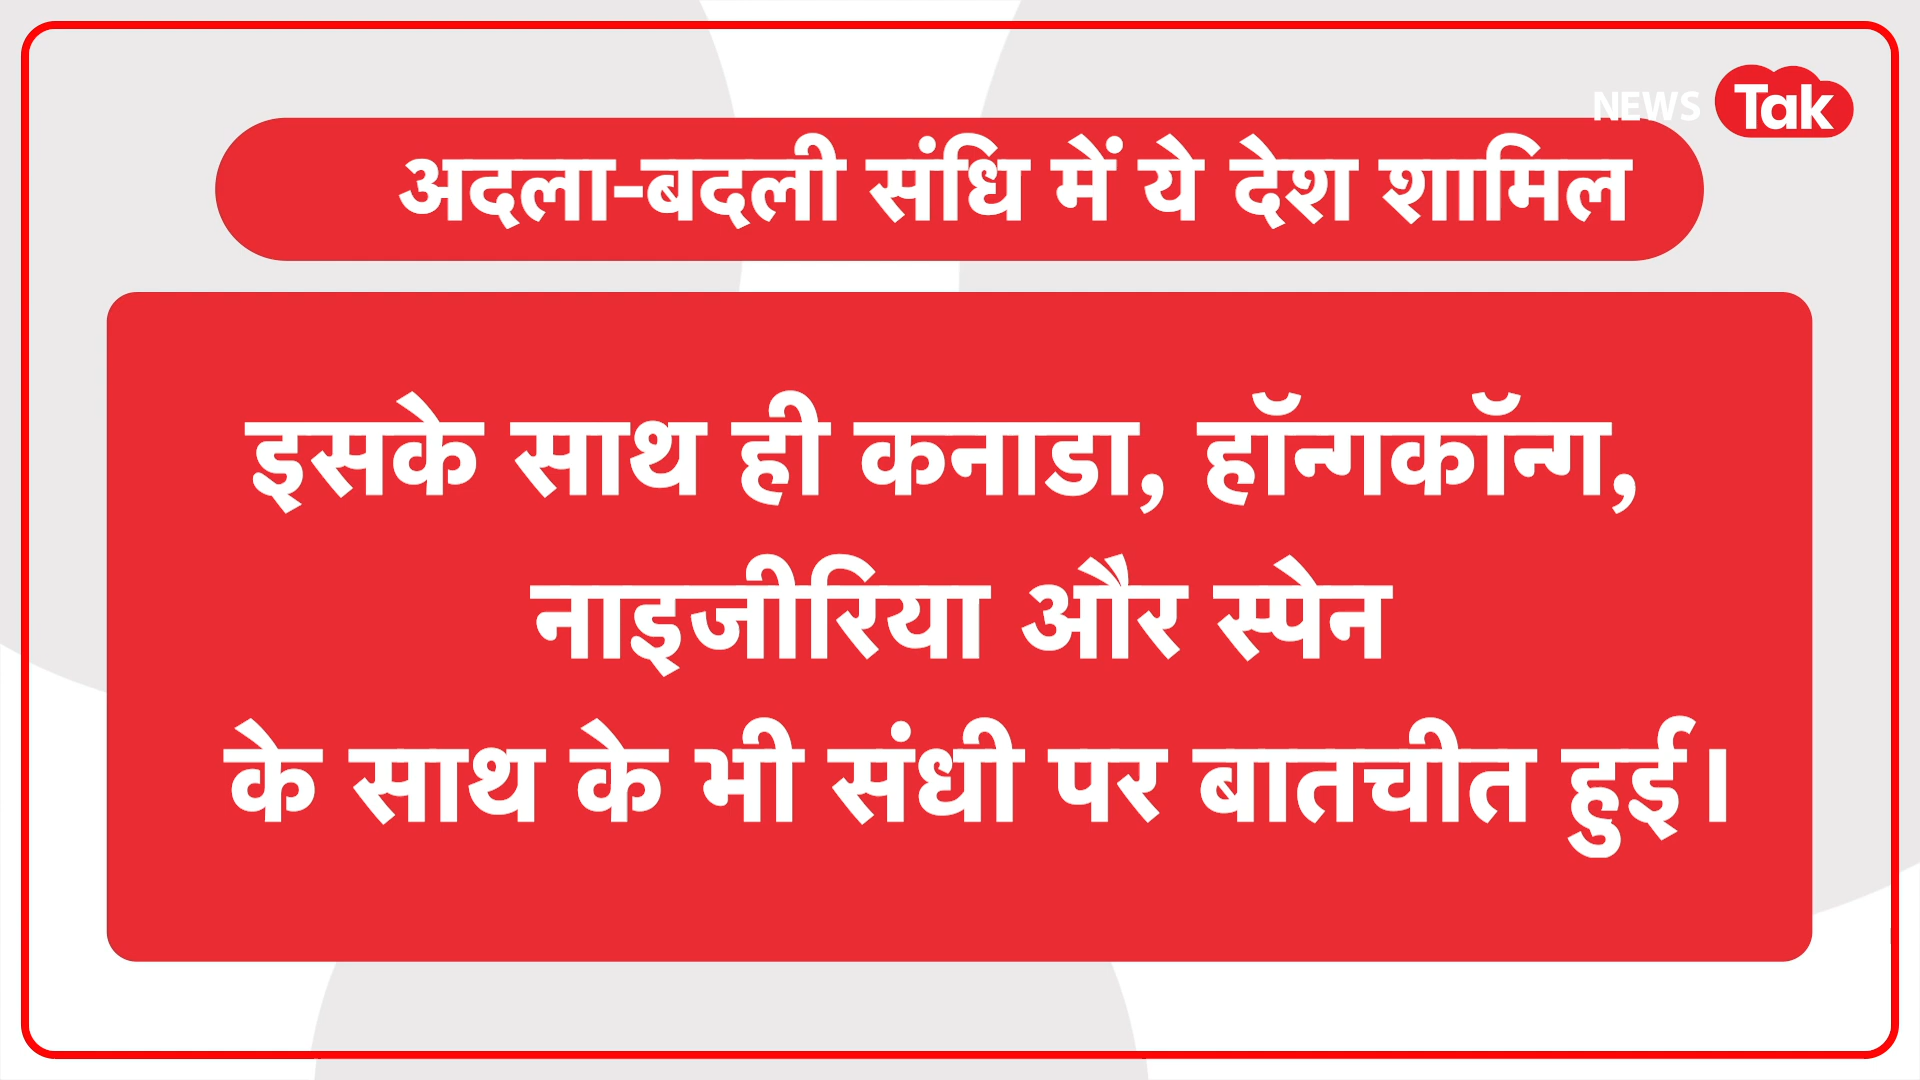 NEWS Tak
अदला-बदली संधि में ये देश शामिल
इसके साथ ही कनाडा, हॉन्गकॉन्ग,
नाइजीरिया और स्पेन
के साथ के भी संधी पर बातचीत हुई।